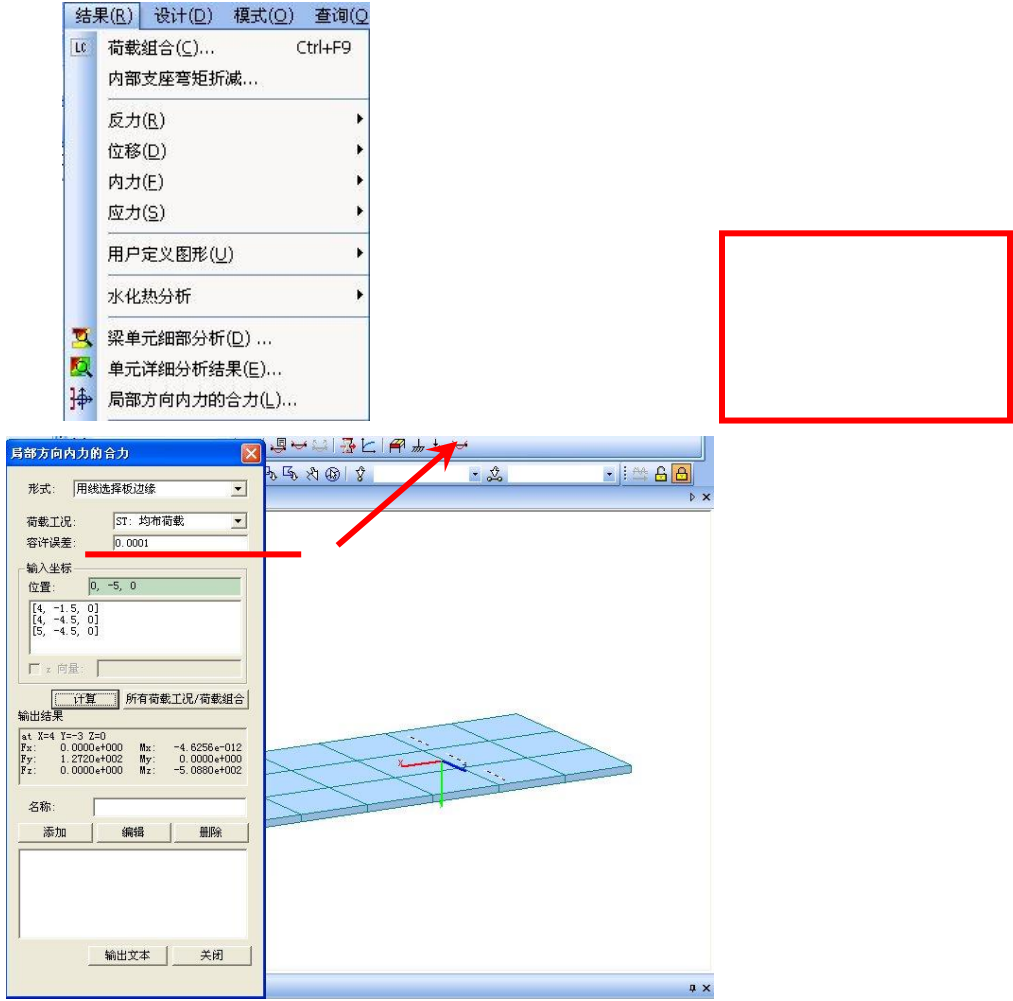 结果(R) 设计(D) 模式(O) 查询(Q
LC 荷载组合(C)... Ctrl+F9
内部支座弯矩折减...
反力(R)
位移(D)
内力(F)
应力(S)
用户定义图形(U)
水化热分析
梁单元细部分析(D) ...
单元详细分析结果(E)...
局部方向内力的合力(L)...
局部方向内力的合力
形式: 用线选择板边缘
荷载工况: ST: 均布荷载
容许误差: 0.0001
输入坐标
位置: 0, -5, 0
[4, -1.5, 0]
[4, -4.5, 0]
[5, -4.5, 0]
z 向量:
计算 所有荷载工况/荷载组合
输出结果
at X=4 Y=-3 Z=0
Fx: 0.0000e+000 Mx: -4.6256e-012
Fy: 1.2720e+002 My: 0.0000e+000
Fz: 0.0000e+000 Mz: -5.0880e+002
名称:
添加 编辑 删除
输出文本 关闭
x